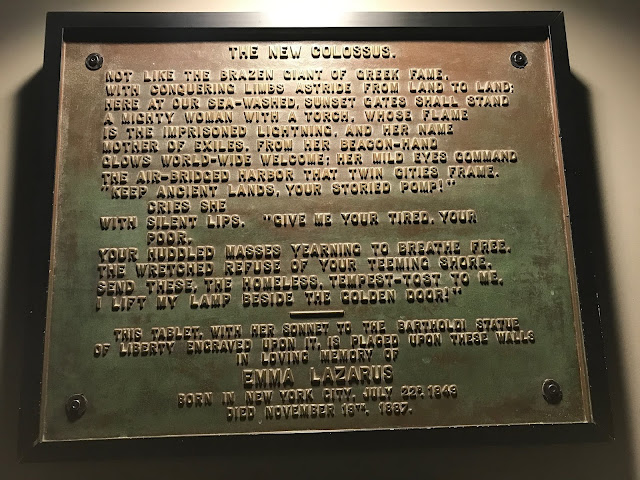 THE NEW COLOSSUS.
NOT LIKE THE BRAZEN GIANT OF GREEK FAME,
WITH CONQUERING LIMBS ASTRIDE FROM LAND TO LAND;
HERE AT OUR SEA-WASHED, SUNSET GATES SHALL STAND
A MIGHTY WOMAN WITH A TORCH, WHOSE FLAME
IS THE IMPRISONED LIGHTNING, AND HER NAME
MOTHER OF EXILES. FROM HER BEACON-HAND
GLOWS WORLD-WIDE WELCOME; HER MILD EYES COMMAND
THE AIR-BRIDGED HARBOR THAT TWIN CITIES FRAME.
"KEEP ANCIENT LANDS, YOUR STORIED POMP!"
CRIES SHE
WITH SILENT LIPS. "GIVE ME YOUR TIRED, YOUR
POOR,
YOUR HUDDLED MASSES YEARNING TO BREATHE FREE,
THE WRETCHED REFUSE OF YOUR TEEMING SHORE.
SEND THESE, THE HOMELESS, TEMPEST-TOST TO ME,
I LIFT MY LAMP BESIDE THE GOLDEN DOOR!"
THIS TABLET, WITH HER SONNET TO THE BARTHOLDI STATUE
OF LIBERTY ENGRAVED UPON IT, IS PLACED UPON THESE WALLS
IN LOVING MEMORY OF
EMMA LAZARUS
BORN IN NEW YORK CITY, JULY 22D, 1849
DIED NOVEMBER 19TH, 1887.